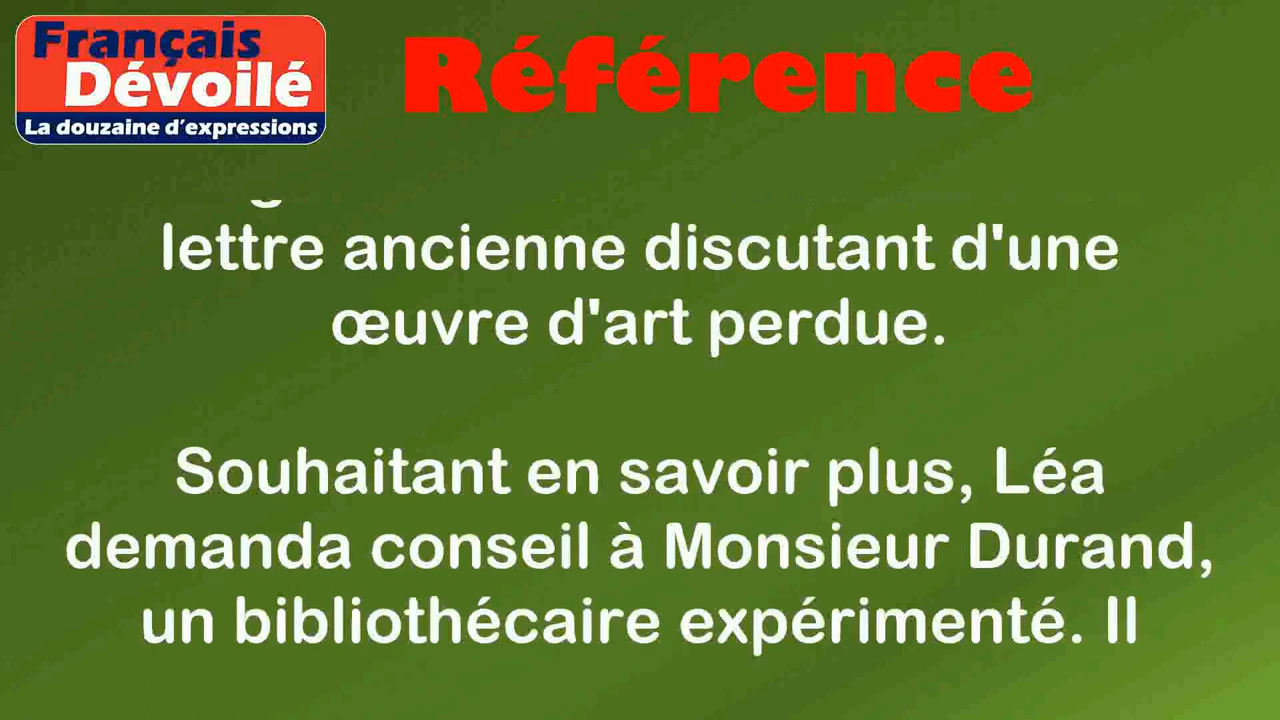 Français
Dévoilé
La douzaine d'expressions
Référence
lettre ancienne discutant d'une
œuvre d'art perdue.
Souhaitant en savoir plus, Léa
demanda conseil à Monsieur Durand,
un bibliothécaire expérimenté. Il